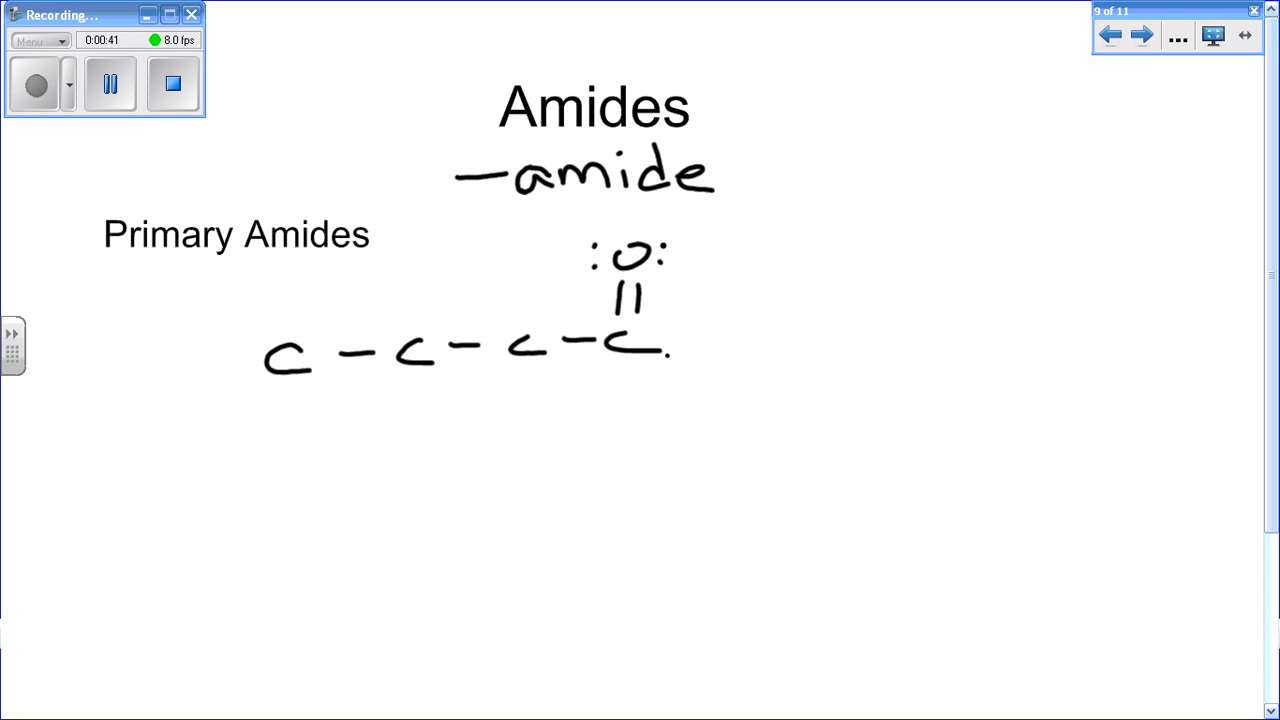 Recording...
9 of 11
Menu
0:00:41
8.0 fps
...
Amides
—amide
Primary Amides
:O:
||
C — C — C — C.